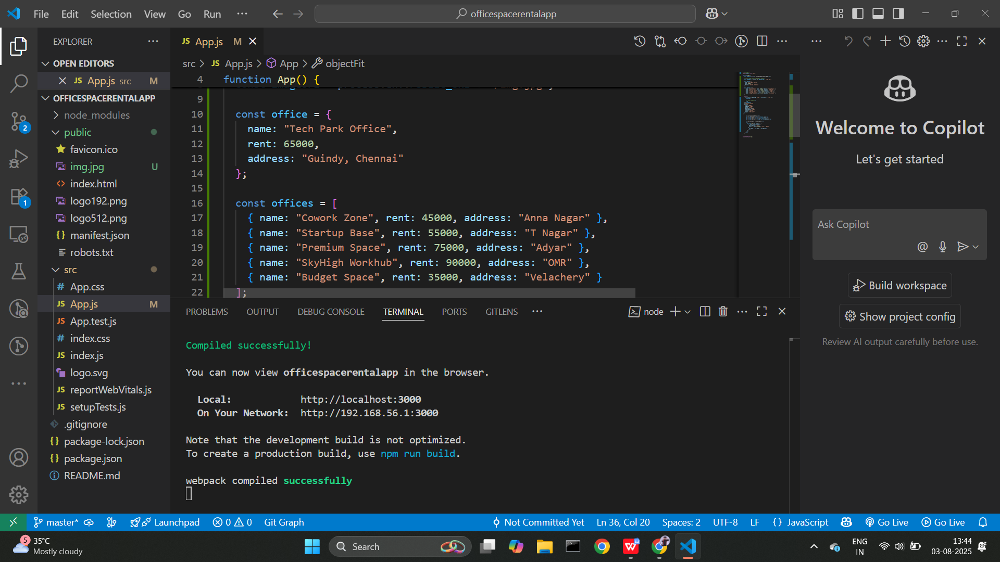 File Edit Selection View Go Run ···
officespacerentalapp
EXPLORER
OPEN EDITORS
JS App.js src M
OFFICESPACERENTALAPP
node_modules
public
favicon.ico
img.jpg U
<> index.html
logo192.png
logo512.png
{} manifest.json
robots.txt
src
# App.css
JS App.js M
JS App.test.js
# index.css
JS index.js
logo.svg
JS reportWebVitals.js
JS setupTests.js
.gitignore
{} package-lock.json
{} package.json
README.md
2
1
JS App.js M
src > JS App.js > App > objectFit
4 function App() {
9
10 const office = {
11 name: "Tech Park Office",
12 rent: 65000,
13 address: "Guindy, Chennai"
14 };
15
16 const offices = [
17 { name: "Cowork Zone", rent: 45000, address: "Anna Nagar" },
18 { name: "Startup Base", rent: 55000, address: "T Nagar" },
19 { name: "Premium Space", rent: 75000, address: "Adyar" },
20 { name: "SkyHigh Workhub", rent: 90000, address: "OMR" },
21 { name: "Budget Space", rent: 35000, address: "Velachery" }
22 ];
PROBLEMS OUTPUT DEBUG CONSOLE TERMINAL PORTS GITLENS ···
node
Compiled successfully!
You can now view officespacerentalapp in the browser.
Local: http://localhost:3000
On Your Network: http://192.168.56.1:3000
Note that the development build is not optimized.
To create a production build, use npm run build.
webpack compiled successfully
Welcome to Copilot
Let's get started
Ask Copilot
@
Build workspace
Show project config
Review AI output carefully before use.
master* Launchpad 0 0 Git Graph
Not Committed Yet Ln 36, Col 20 Spaces: 2 UTF-8 LF {} JavaScript Go Live Go Live
5
35°C
Mostly cloudy
Search
ENG
IN
13:44
03-08-2025